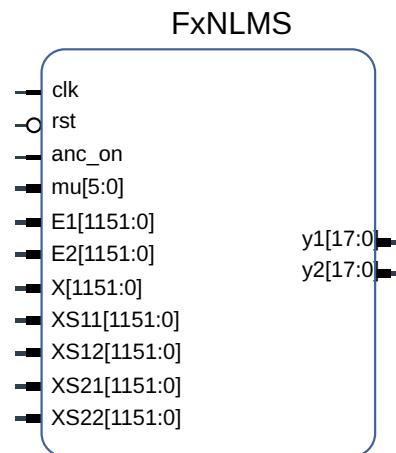 FxNLMS
clk
rst
anc_on
mu[5:0]
E1[1151:0]
E2[1151:0]
X[1151:0]
XS11[1151:0]
XS12[1151:0]
XS21[1151:0]
XS22[1151:0]
y1[17:0]
y2[17:0]